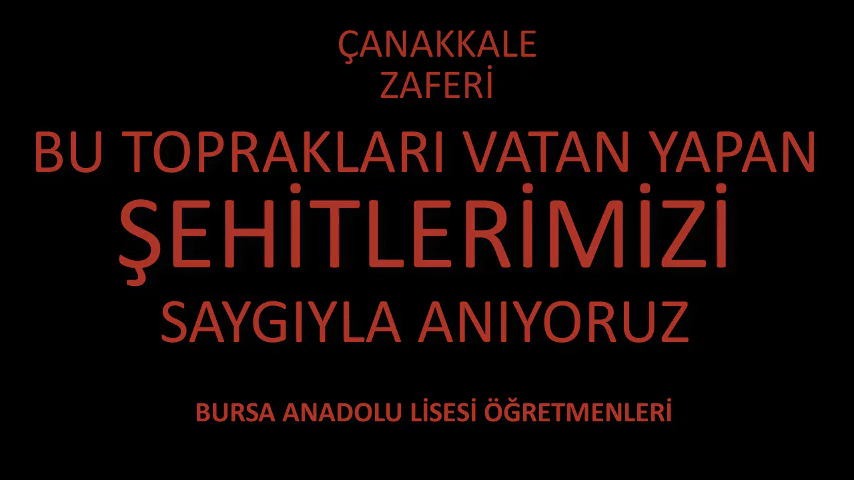 ÇANAKKALE
ZAFERİ
BU TOPRAKLARI VATAN YAPAN
ŞEHİTLERİMİZİ
SAYGIYLA ANIYORUZ
BURSA ANADOLU LİSESİ ÖĞRETMENLERİ